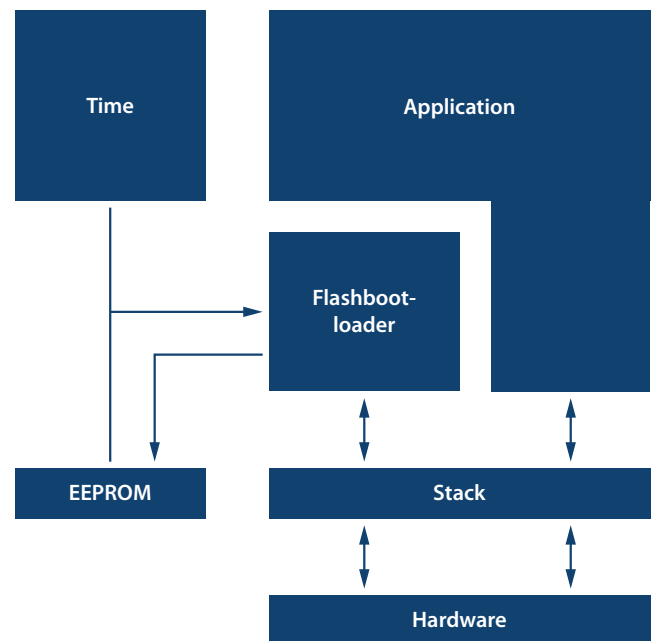 Time
Application
Flashboot-
loader
EEPROM
Stack
Hardware